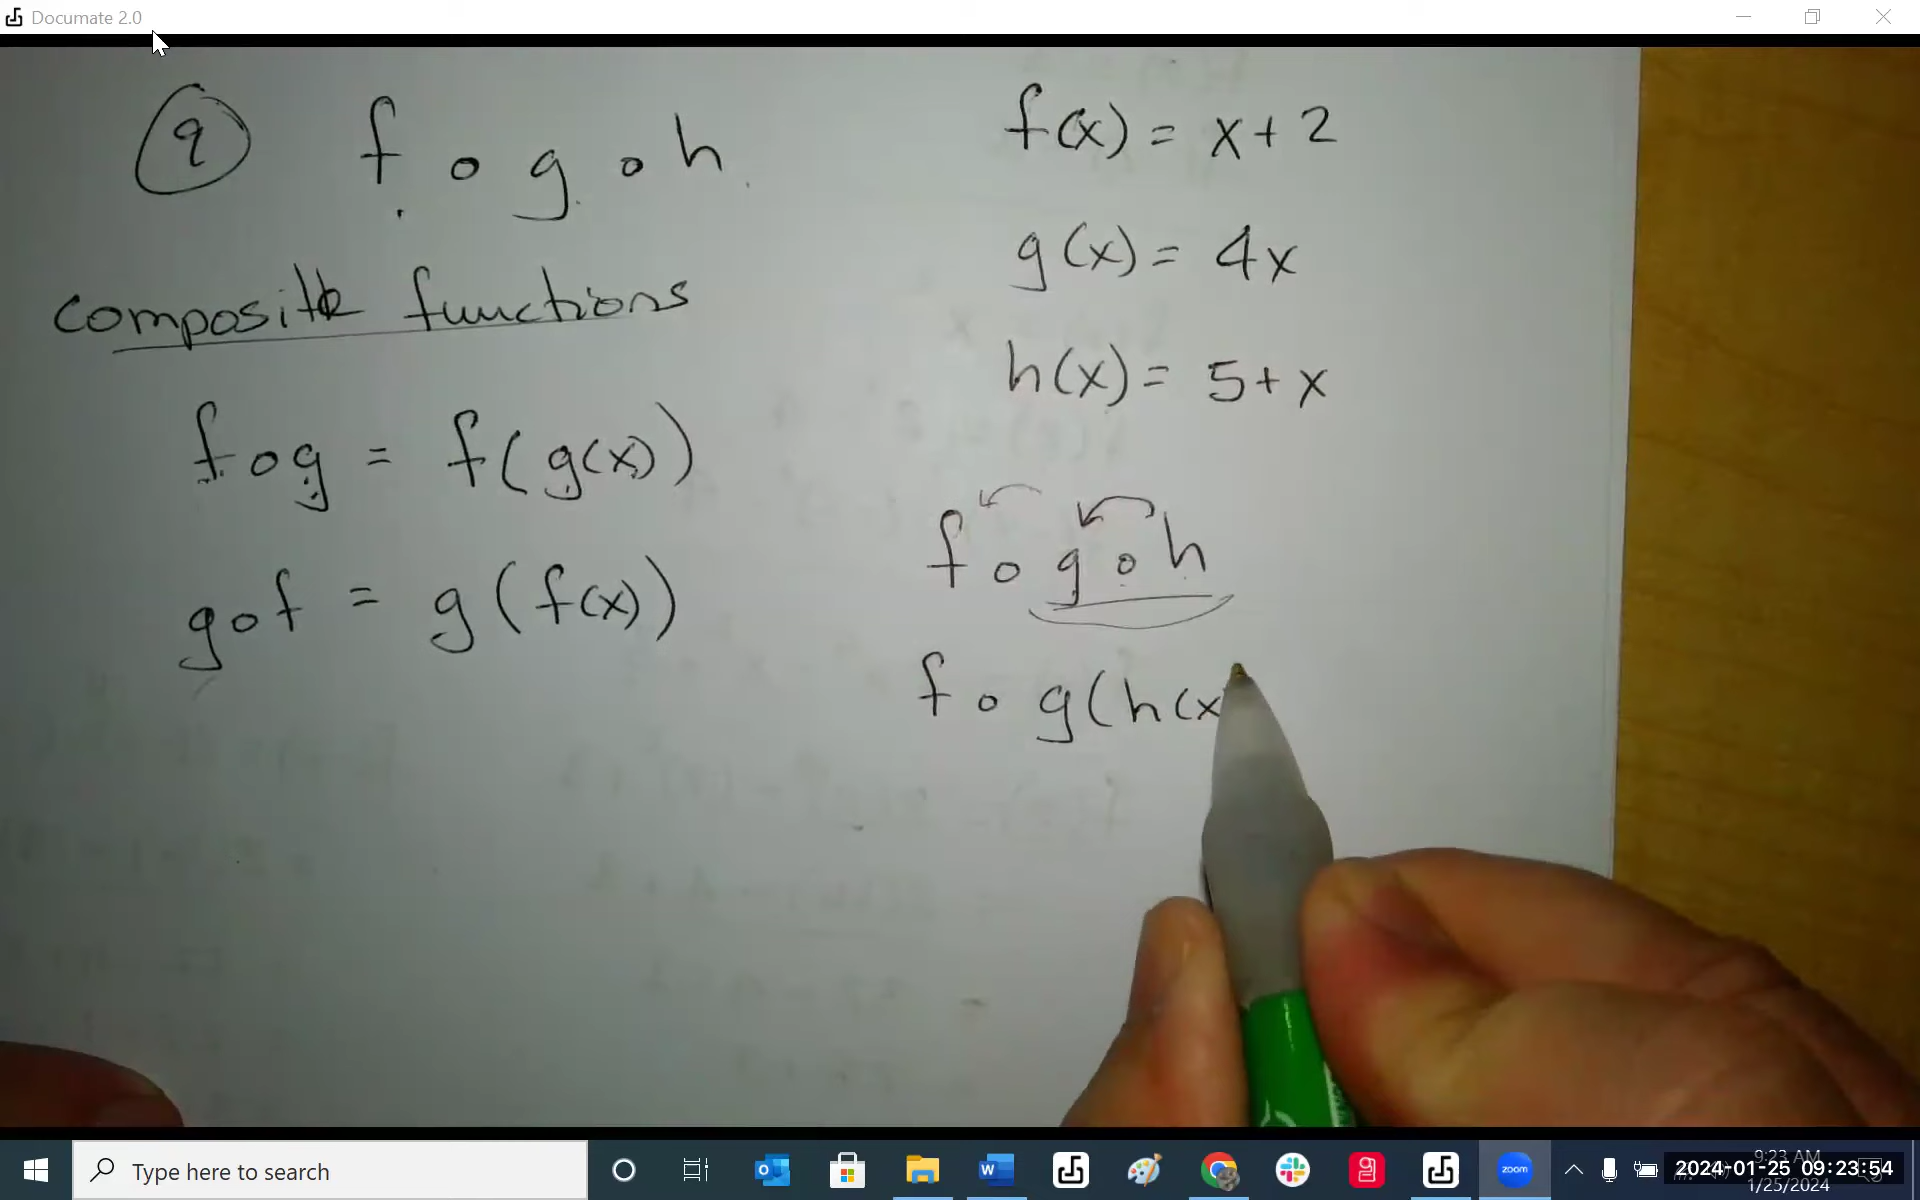 Documate 2.0
9 f o g o h
composite functions
f o g = f(g(x))
g o f = g(f(x))
f(x) = x + 2
g(x) = 4x
h(x) = 5 + x
f o g o h
f o g(h(x
Type here to search
zoom
9:23 AM
2024-01-25 09:23:54
1/25/2024